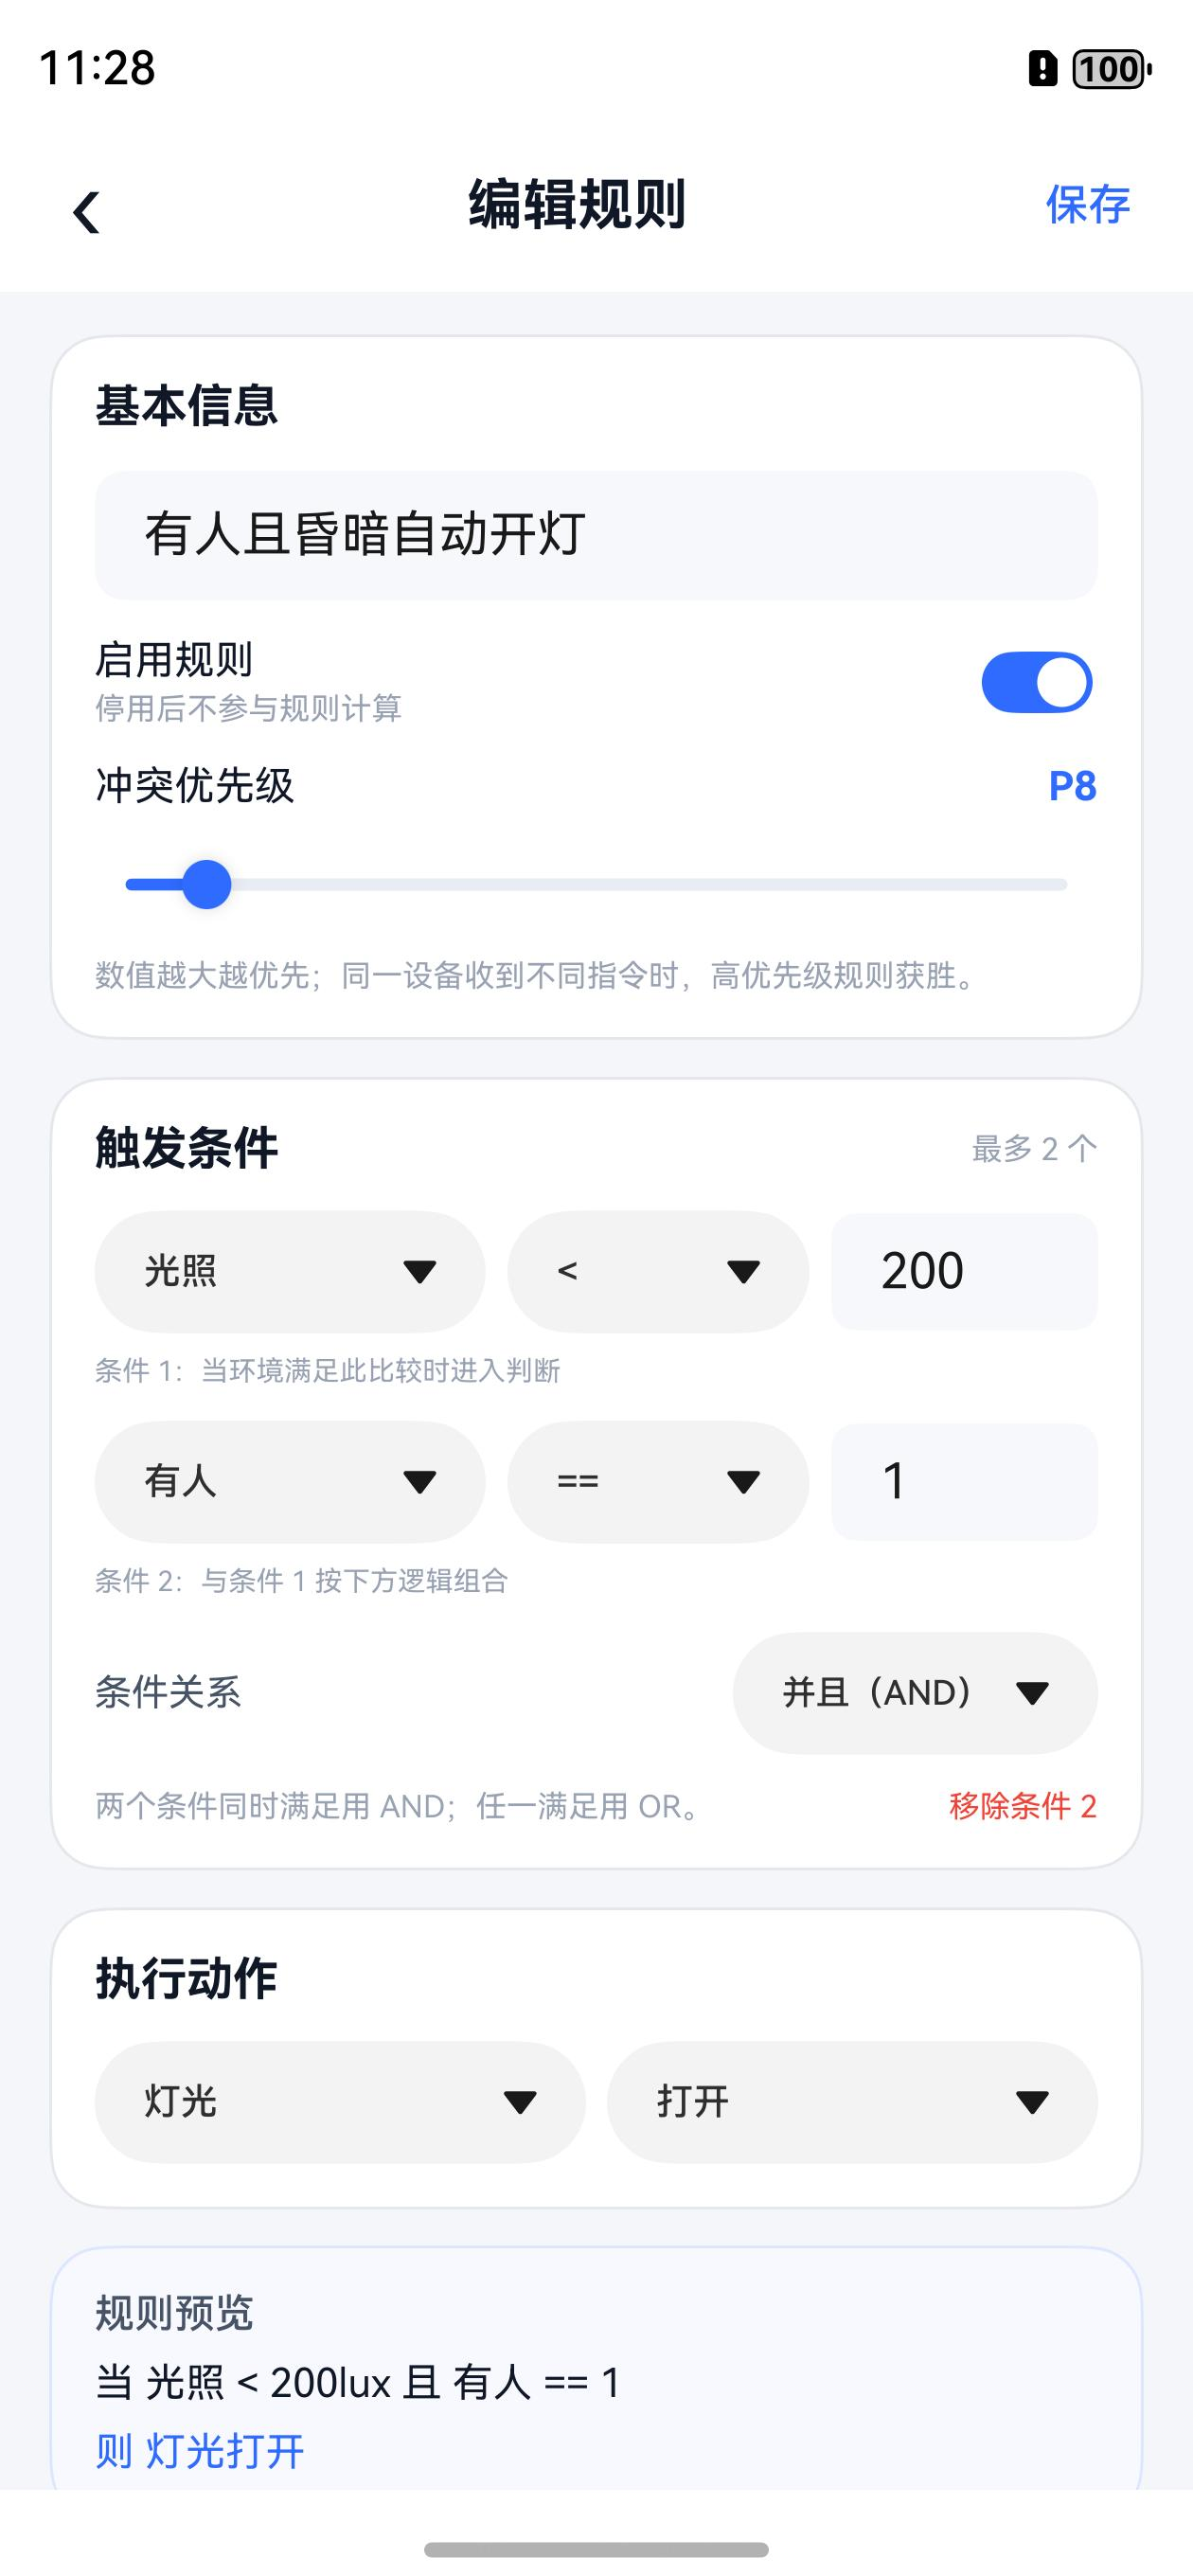 11:28
100
编辑规则
保存
基本信息
有人且昏暗自动开灯
启用规则
停用后不参与规则计算
冲突优先级
P8
数值越大越优先；同一设备收到不同指令时，高优先级规则获胜。
触发条件
最多 2 个
光照
<
200
条件 1：当环境满足此比较时进入判断
有人
==
1
条件 2：与条件 1 按下方逻辑组合
条件关系
并且（AND）
两个条件同时满足用 AND；任一满足用 OR。
移除条件 2
执行动作
灯光
打开
规则预览
当 光照 < 200lux 且 有人 == 1
则 灯光打开